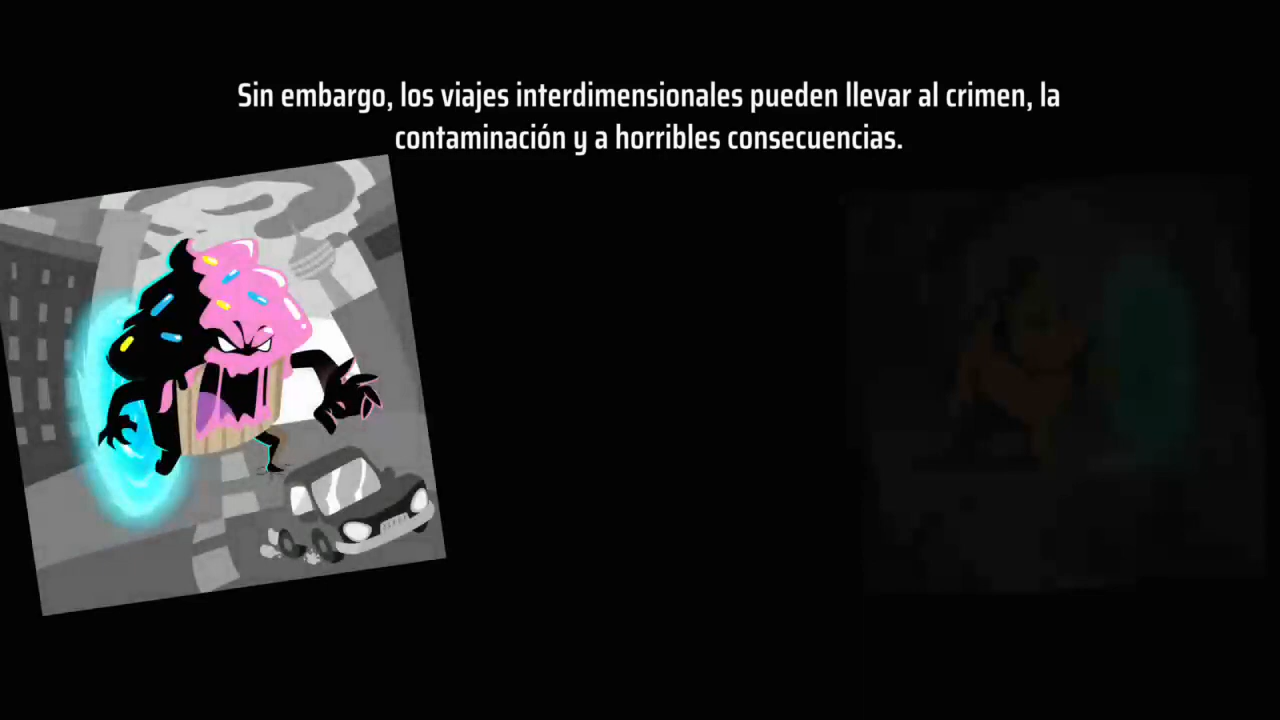 Sin embargo, los viajes interdimensionales pueden llevar al crimen, la
contaminación y a horribles consecuencias.